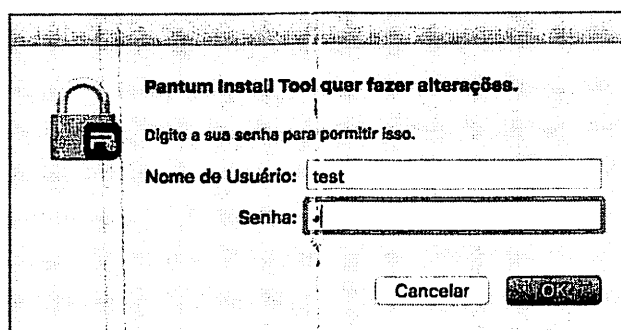 Pantum Install Tool quer fazer alterações.
Digite a sua senha para permitir isso.
Nome de Usuário: test
Senha:
Cancelar OK